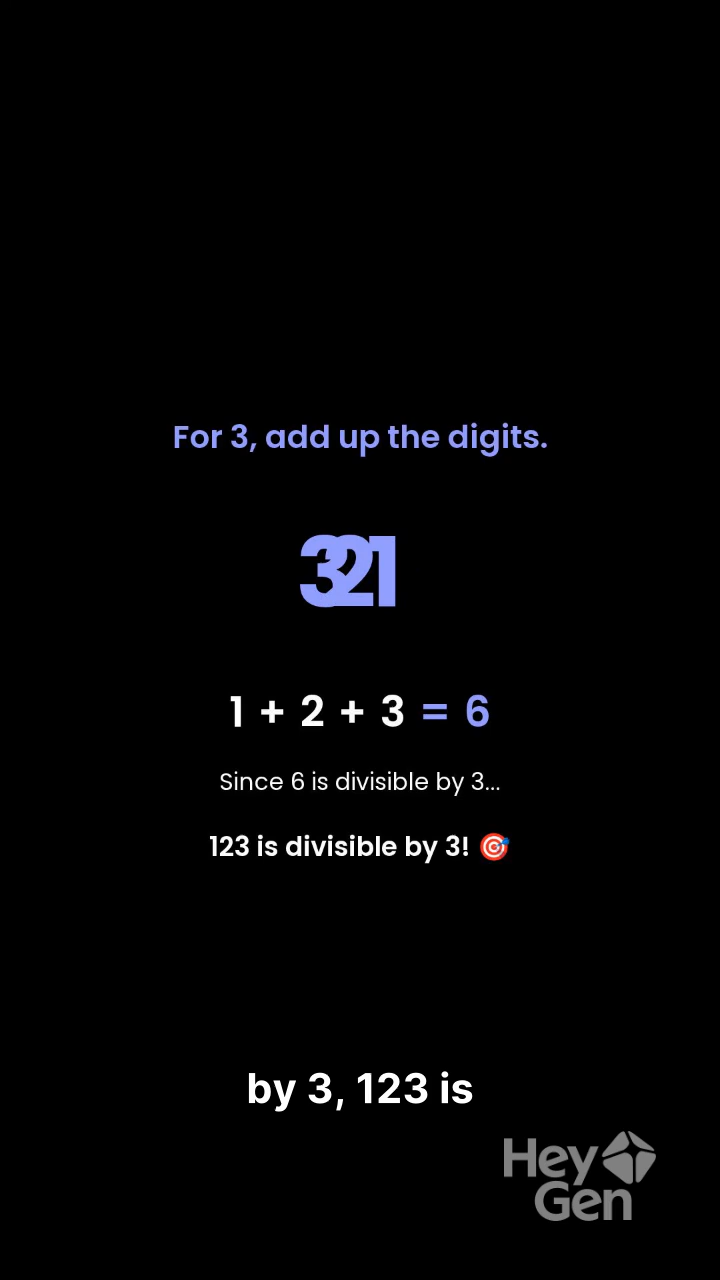 For 3, add up the digits.
321
1 + 2 + 3 = 6
Since 6 is divisible by 3...
123 is divisible by 3! 🎯
by 3, 123 is
Hey
Gen